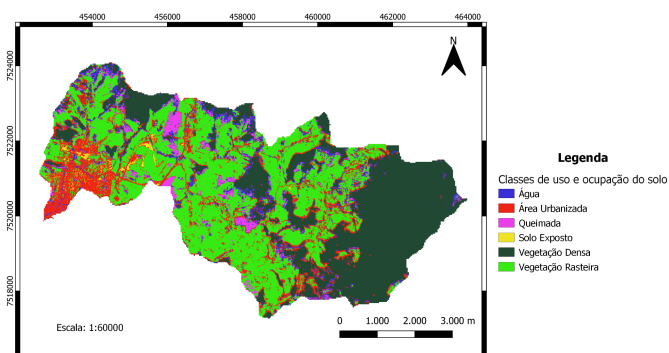 454000 456000 458000 460000 462000 464000
7524000
7522000
7520000
7518000
N
Escala: 1:60000
0 1.000 2.000 3.000 m
Legenda
Classes de uso e ocupação do solo
Água
Área Urbanizada
Queimada
Solo Exposto
Vegetação Densa
Vegetação Rasteira